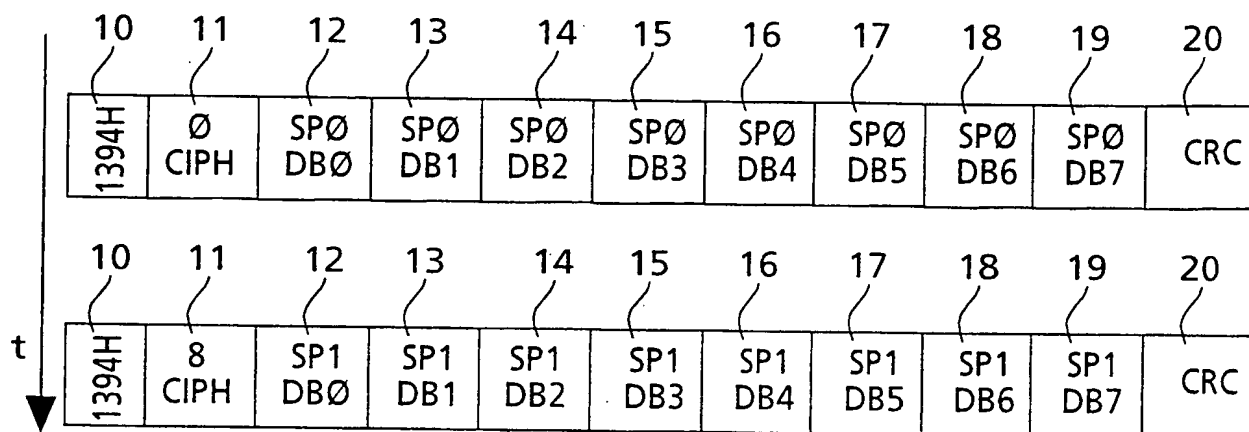 10 11 12 13 14 15 16 17 18 19 20
1394H Ø SPØ SPØ SPØ SPØ SPØ SPØ SPØ SPØ CRC
CIPH DBØ DB1 DB2 DB3 DB4 DB5 DB6 DB7
10 11 12 13 14 15 16 17 18 19 20
t
1394H 8 SP1 SP1 SP1 SP1 SP1 SP1 SP1 SP1 CRC
CIPH DBØ DB1 DB2 DB3 DB4 DB5 DB6 DB7